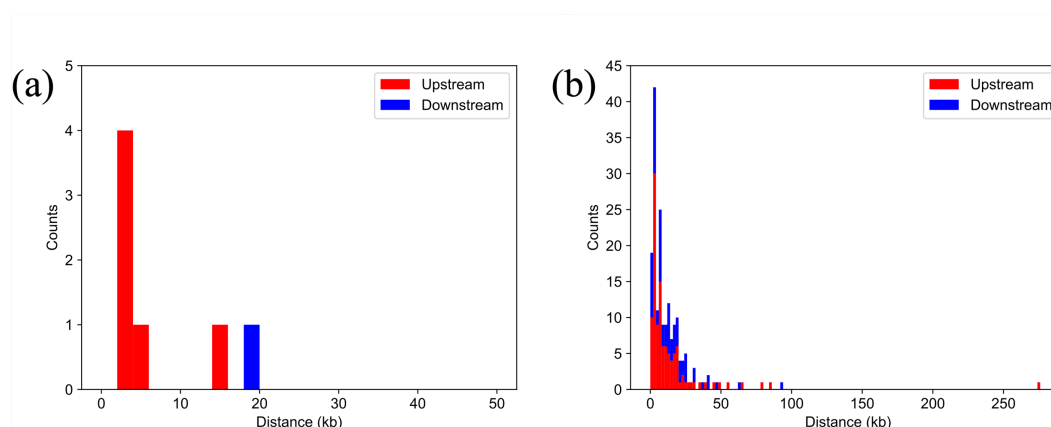 (a)
5
4
3
2
1
0
Counts
0 10 20 30 40 50
Distance (kb)
Upstream
Downstream
(b)
45
40
35
30
25
20
15
10
5
0
Counts
0 50 100 150 200 250
Distance (kb)
Upstream
Downstream